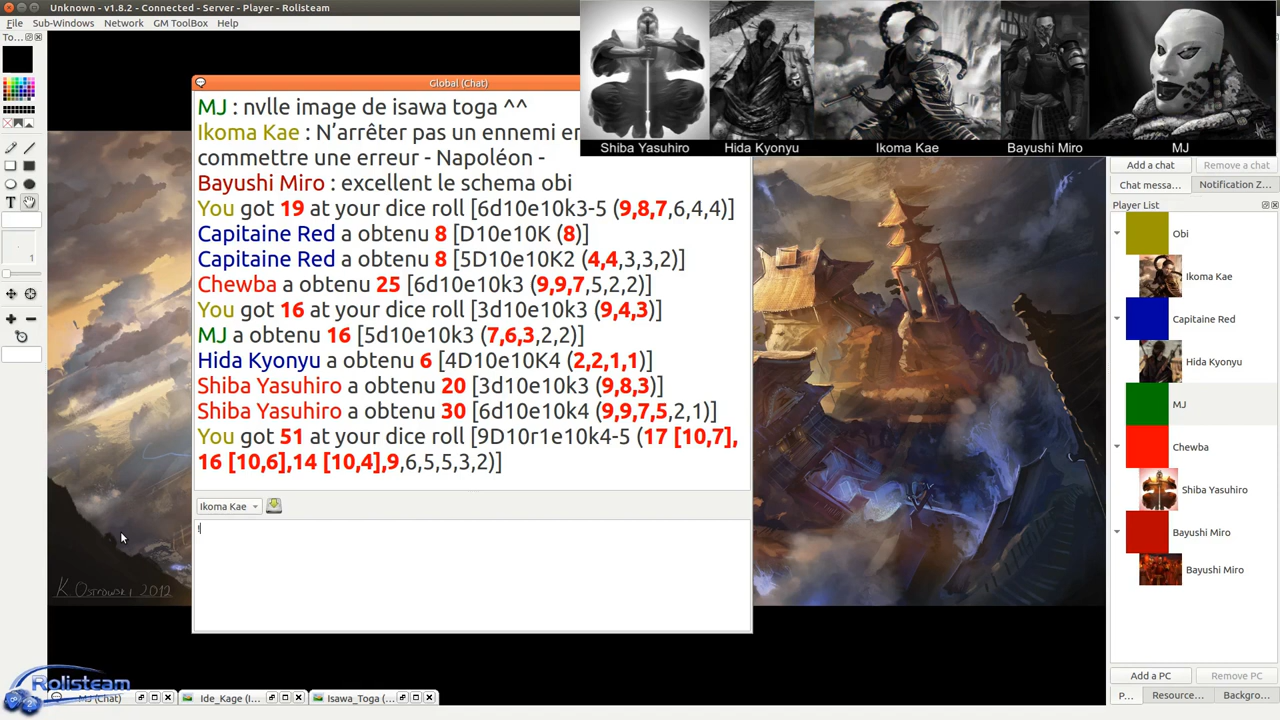 Unknown - v1.8.2 - Connected - Server - Player - Rolisteam
File Sub-Windows Network GM ToolBox Help
To...
Shiba Yasuhiro Hida Kyonyu Ikoma Kae Bayushi Miro MJ
Global (Chat)
MJ : nvlle image de isawa toga ^^
Ikoma Kae : N’arrêter pas un ennemi en
commettre une erreur - Napoléon -
Bayushi Miro : excellent le schema obi
You got 19 at your dice roll [6d10e10k3-5 (9,8,7,6,4,4)]
Capitaine Red a obtenu 8 [D10e10K (8)]
Capitaine Red a obtenu 8 [5D10e10K2 (4,4,3,3,2)]
Chewba a obtenu 25 [6d10e10k3 (9,9,7,5,2,2)]
You got 16 at your dice roll [3d10e10k3 (9,4,3)]
MJ a obtenu 16 [5d10e10k3 (7,6,3,2,2)]
Hida Kyonyu a obtenu 6 [4D10e10K4 (2,2,1,1)]
Shiba Yasuhiro a obtenu 20 [3d10e10k3 (9,8,3)]
Shiba Yasuhiro a obtenu 30 [6d10e10k4 (9,9,7,5,2,1)]
You got 51 at your dice roll [9D10r1e10k4-5 (17 [10,7],
16 [10,6],14 [10,4],9,6,5,5,3,2)]
Ikoma Kae
!
T
1
Add a chat Remove a chat
Chat messa... Notification Z...
Player List
Obi
Ikoma Kae
Capitaine Red
Hida Kyonyu
MJ
Chewba
Shiba Yasuhiro
Bayushi Miro
Bayushi Miro
Add a PC Remove PC
P... Resource... Backgro...
K OSTROWSKI 2012
Rolisteam
MJ (Chat) Ide_Kage (I... Isawa_Toga (...